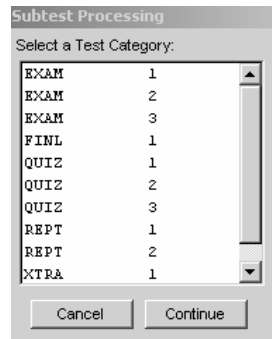 Subtest Processing
Select a Test Category:
EXAM 1
EXAM 2
EXAM 3
FINL 1
QUIZ 1
QUIZ 2
QUIZ 3
REPT 1
REPT 2
XTRA 1
Cancel Continue